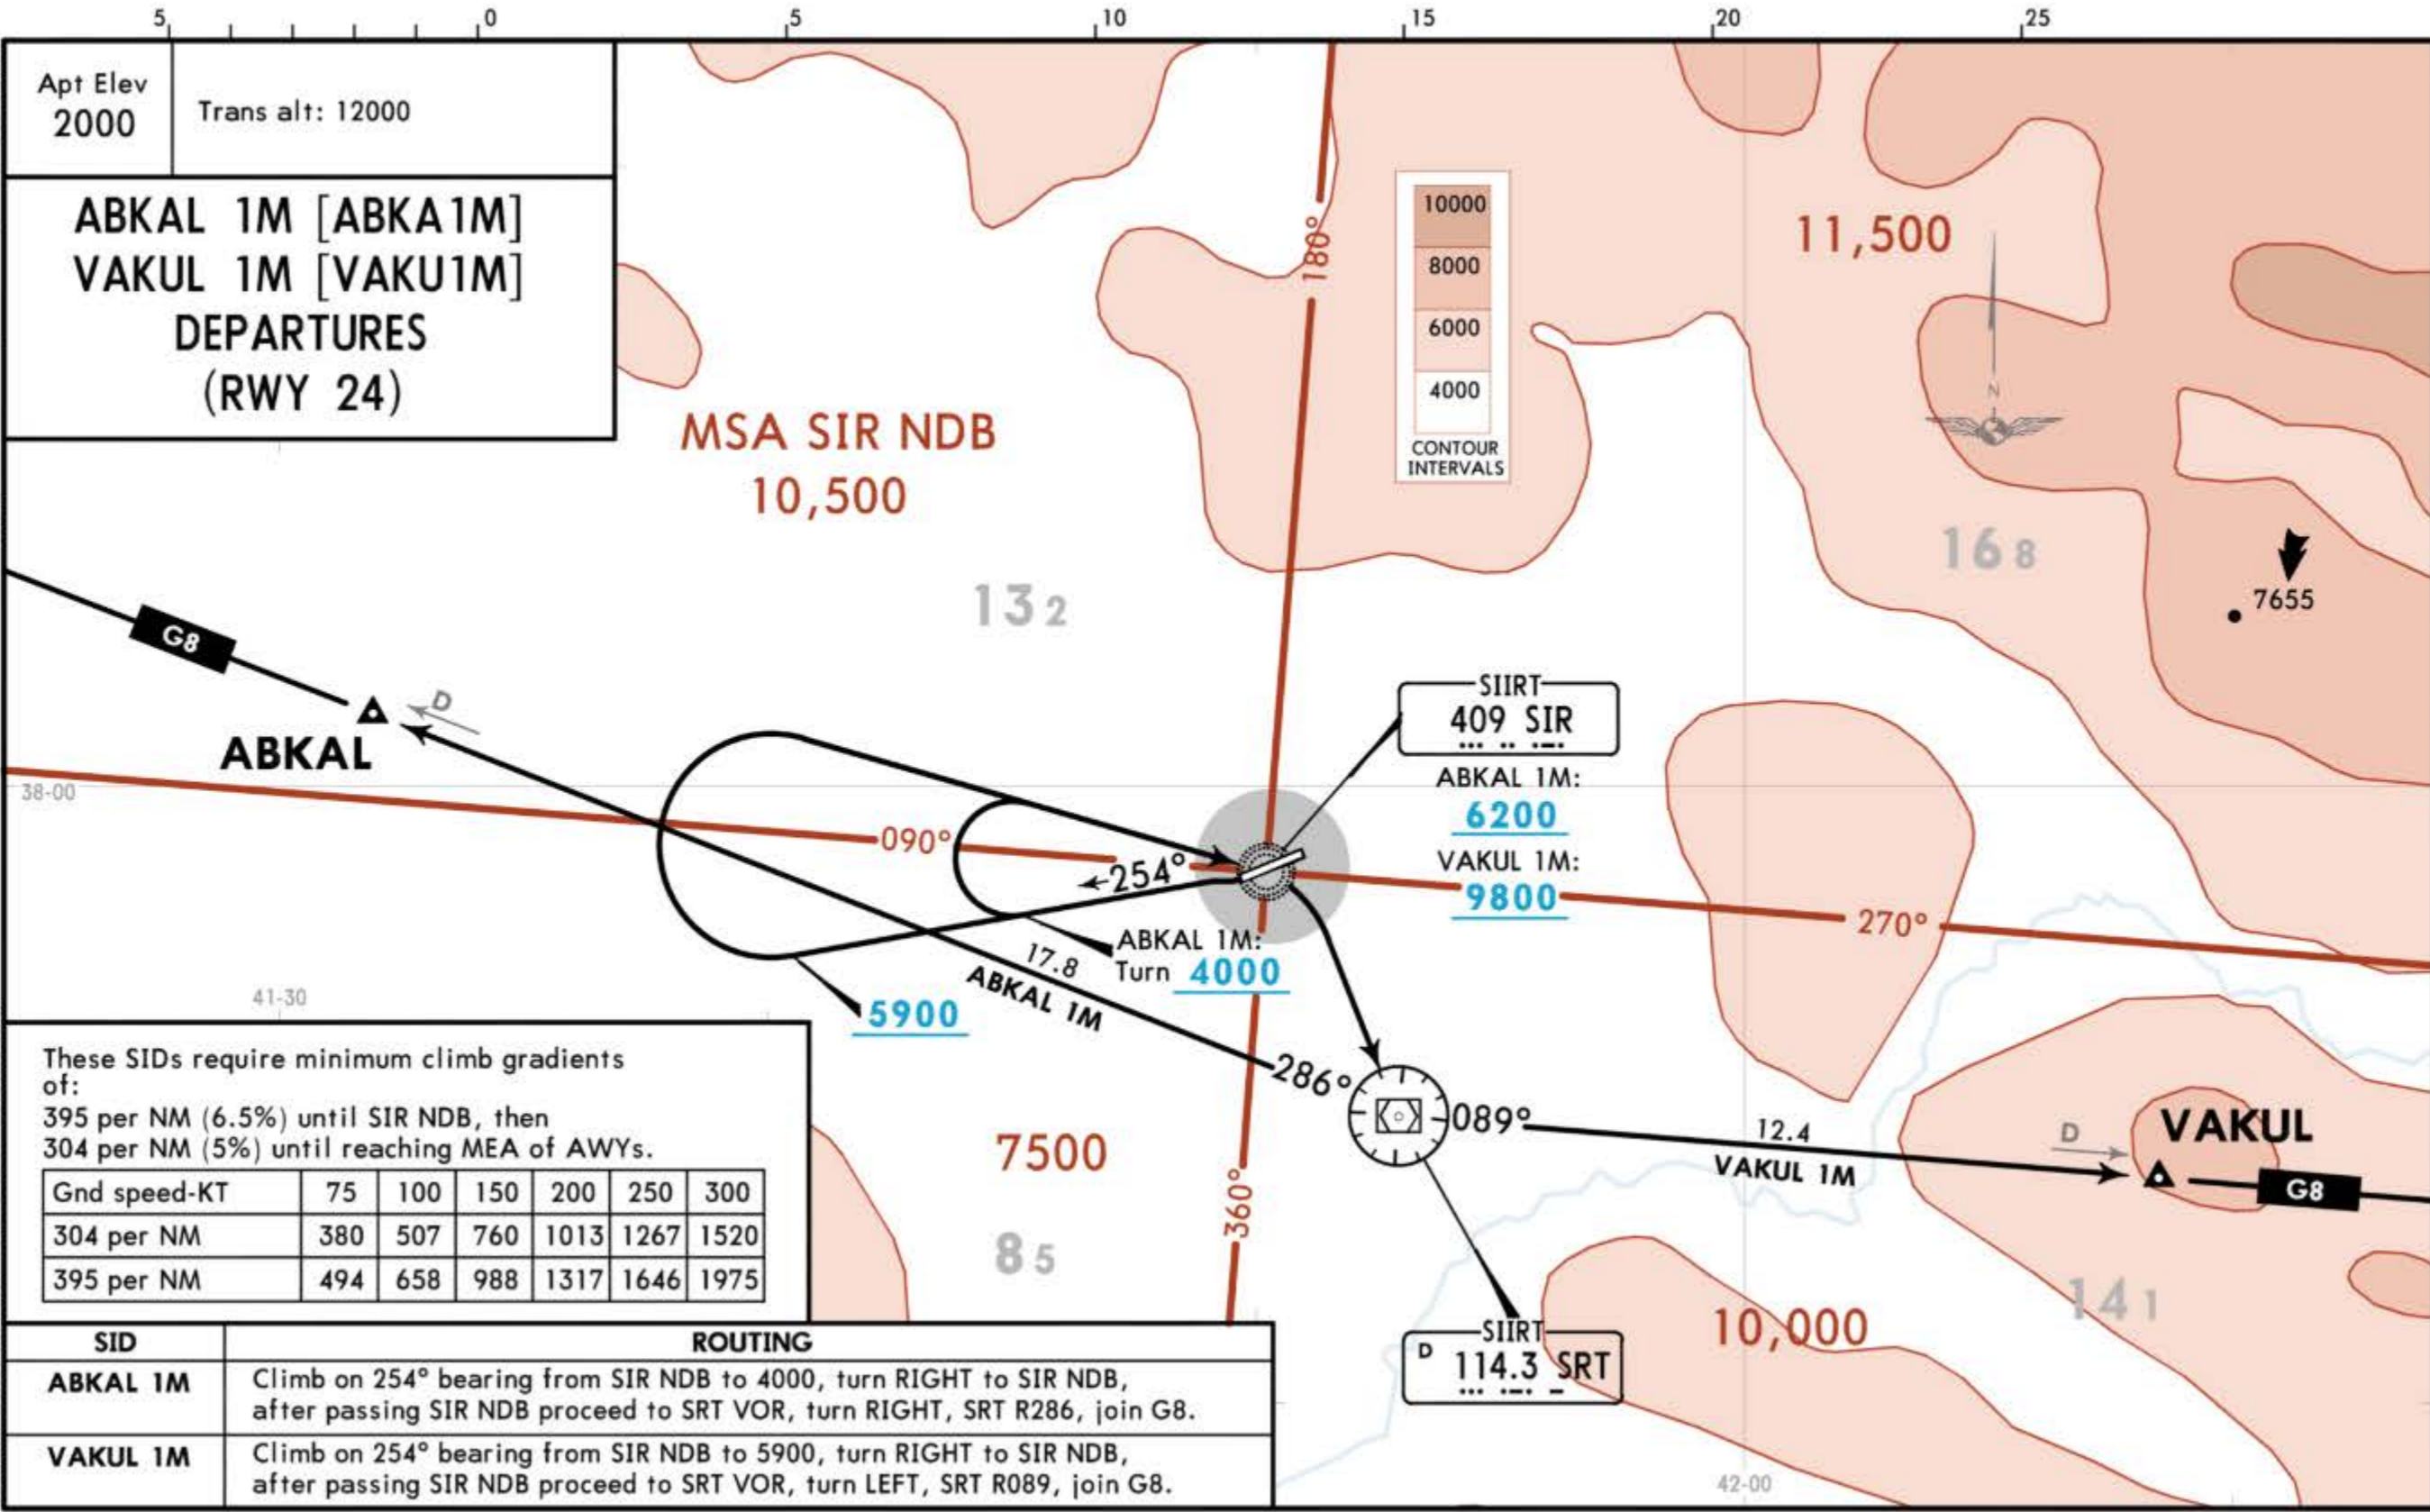 5 0 5 10 15 20 25
Apt Elev
2000
Trans alt: 12000
ABKAL 1M [ABKA1M]
VAKUL 1M [VAKU1M]
DEPARTURES
(RWY 24)
180°
10000
8000
6000
4000
CONTOUR
INTERVALS
11,500
N
MSA SIR NDB
10,500
132
168
7655
G8
D
ABKAL
38-00
SIIRT
409 SIR
ABKAL 1M:
6200
VAKUL 1M:
9800
090°
254°
270°
ABKAL 1M:
Turn 4000
17.8
ABKAL 1M
5900
41-30
286°
089°
12.4
VAKUL 1M
D
VAKUL
G8
These SIDs require minimum climb gradients
of:
395 per NM (6.5%) until SIR NDB, then
304 per NM (5%) until reaching MEA of AWYs.
Gnd speed-KT 75 100 150 200 250 300
304 per NM 380 507 760 1013 1267 1520
395 per NM 494 658 988 1317 1646 1975
7500
360°
85
141
10,000
SIIRT
D 114.3 SRT
42-00
SID ROUTING
ABKAL 1M Climb on 254° bearing from SIR NDB to 4000, turn RIGHT to SIR NDB,
after passing SIR NDB proceed to SRT VOR, turn RIGHT, SRT R286, join G8.
VAKUL 1M Climb on 254° bearing from SIR NDB to 5900, turn RIGHT to SIR NDB,
after passing SIR NDB proceed to SRT VOR, turn LEFT, SRT R089, join G8.